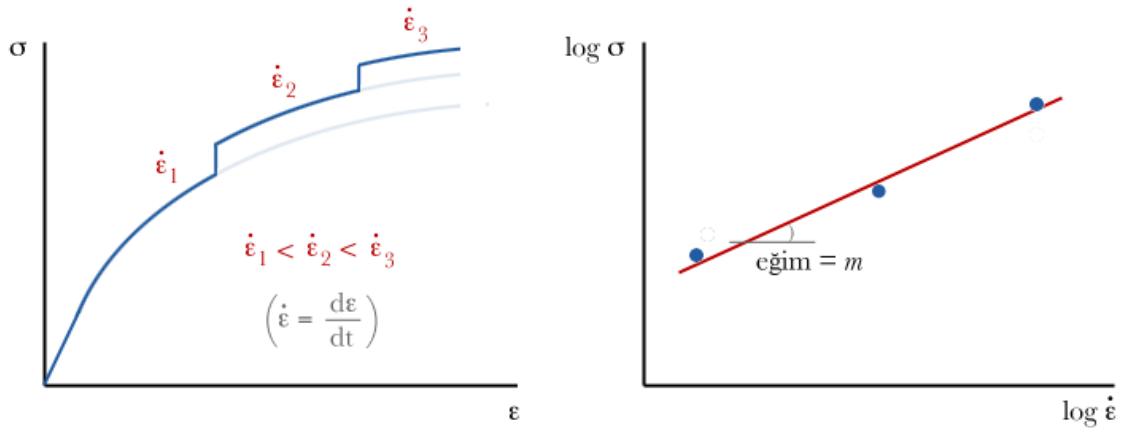 σ
ε̇₃
ε̇₂
ε̇₁
ε̇₁ < ε̇₂ < ε̇₃
(ε̇ = dε/dt)
ε
log σ
eğim = m
log ε̇